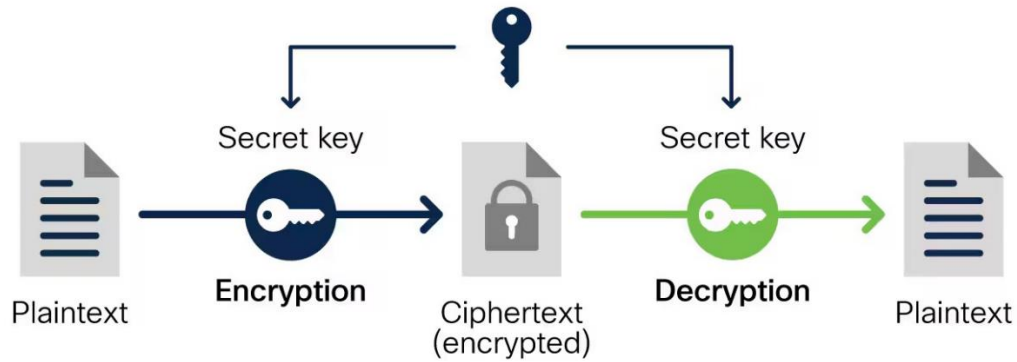 Secret key
Secret key
Encryption
Decryption
Plaintext
Ciphertext
(encrypted)
Plaintext